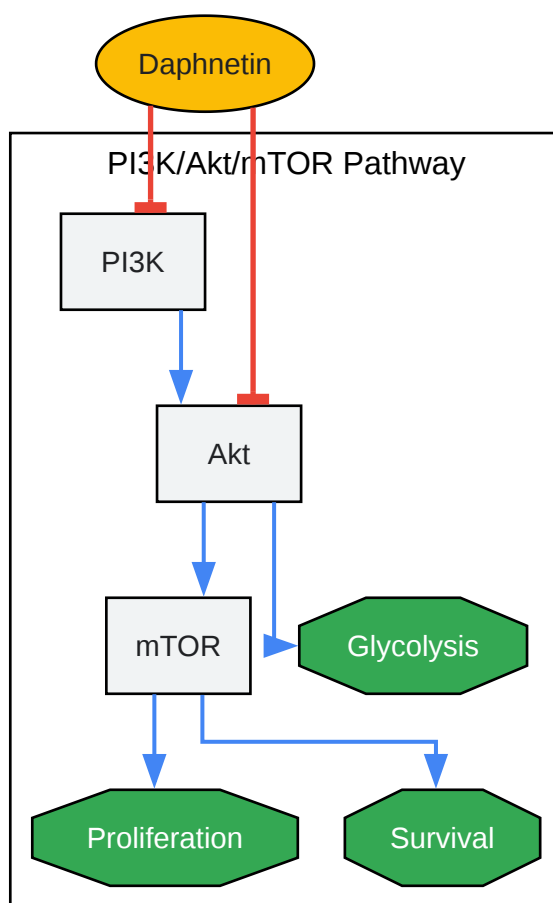 Daphnetin
PI3K/Akt/mTOR Pathway
PI3K
Akt
mTOR
Glycolysis
Proliferation
Survival